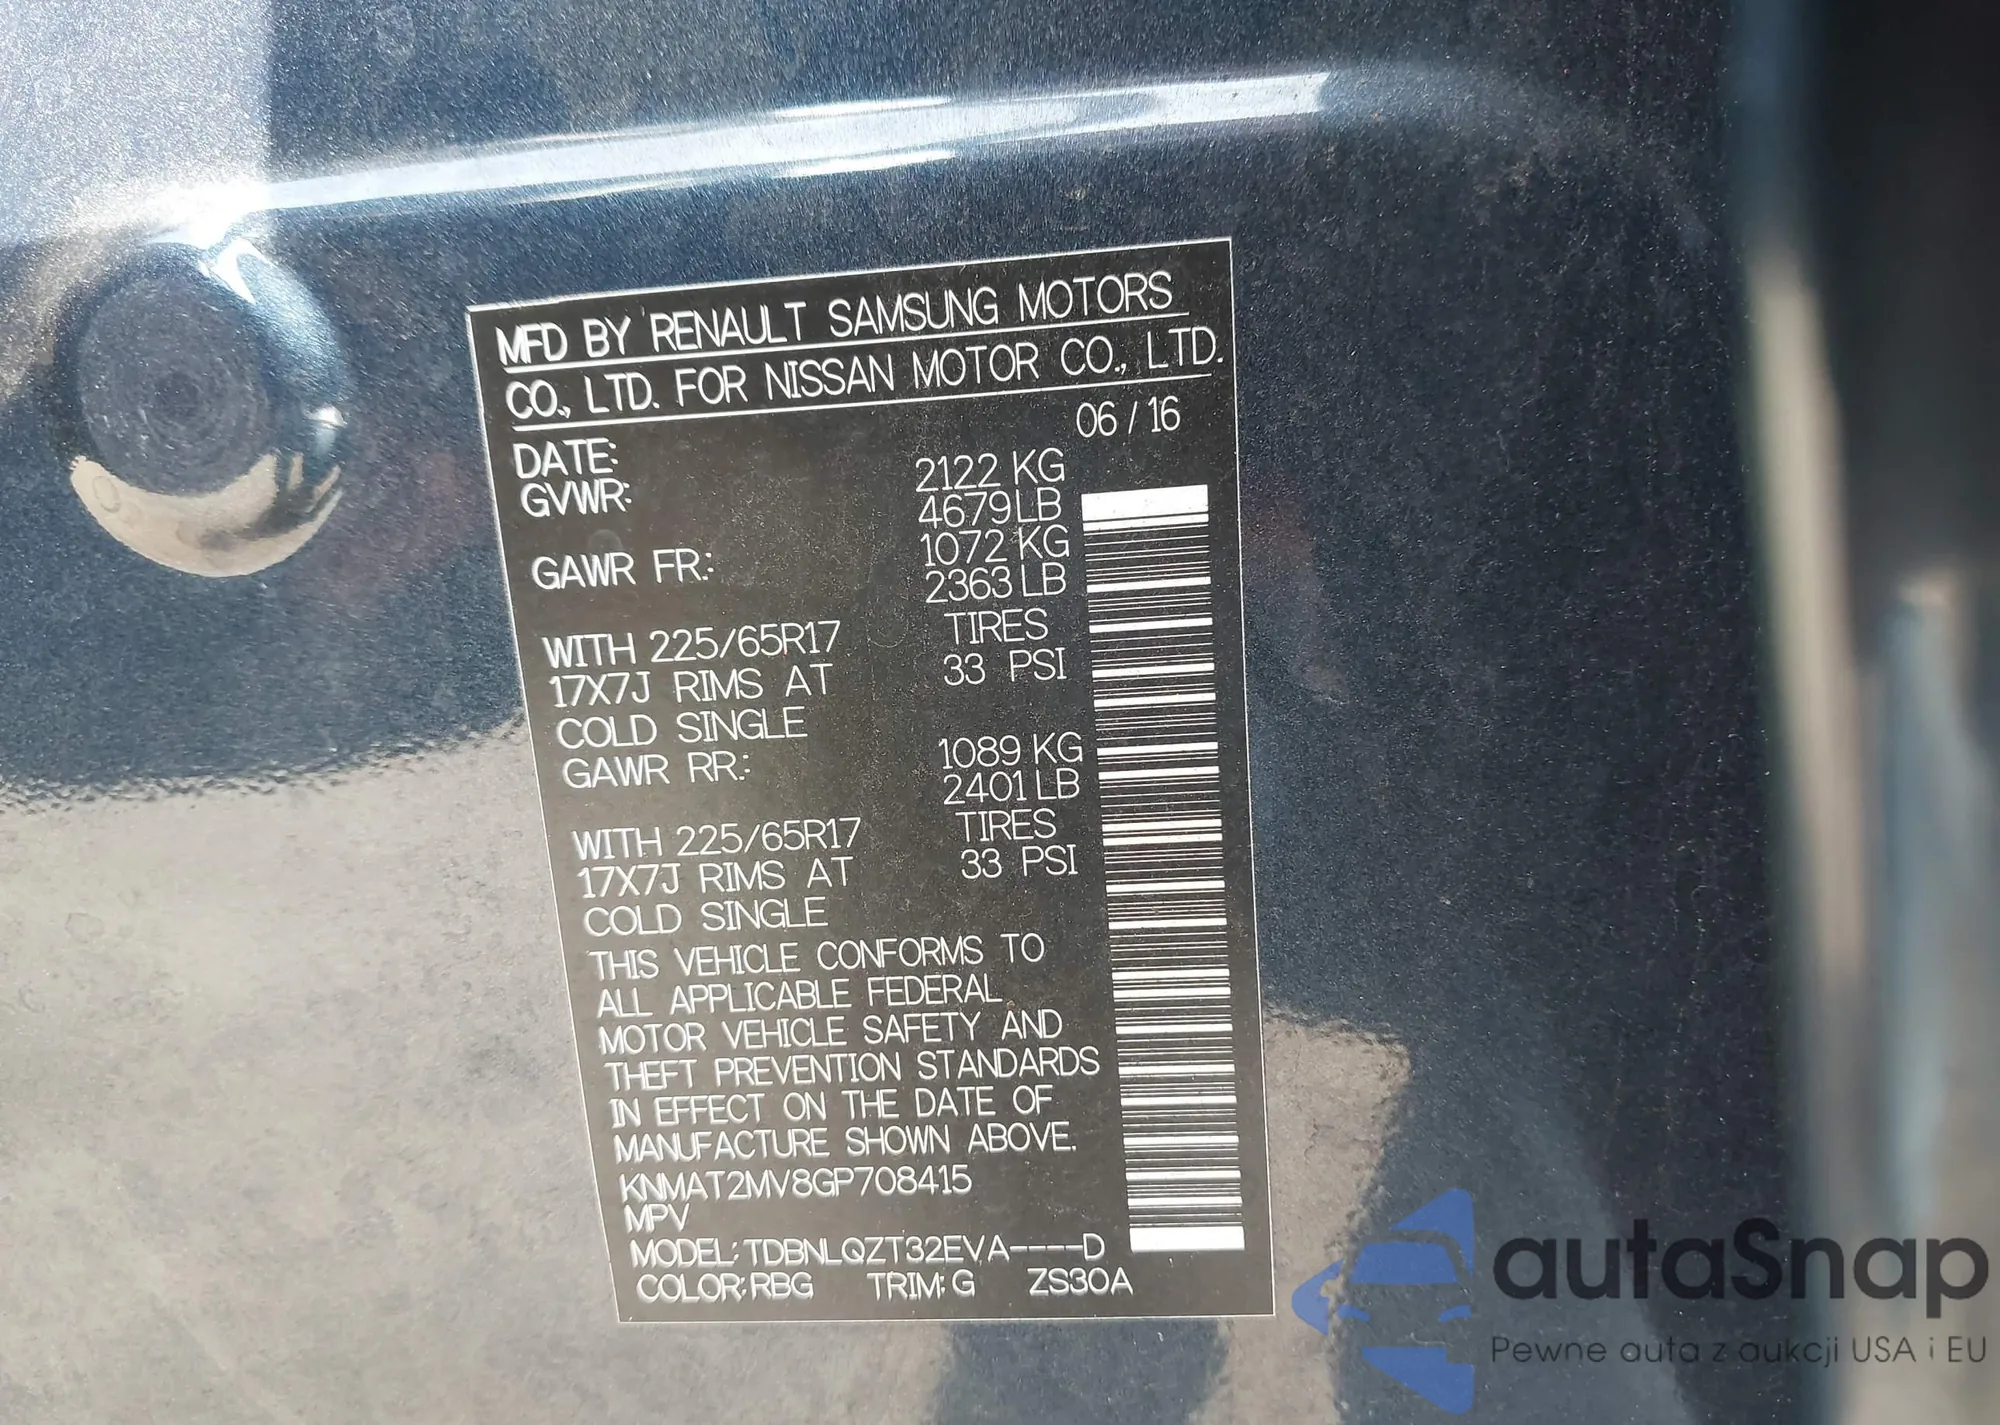 MFD BY RENAULT SAMSUNG MOTORS
CO., LTD. FOR NISSAN MOTOR CO., LTD.
DATE: 06 / 16
GVWR: 2122 KG
4679 LB
GAWR FR.: 1072 KG
2363 LB
WITH 225/65R17 TIRES
17X7J RIMS AT 33 PSI
COLD SINGLE
GAWR RR.: 1089 KG
2401 LB
WITH 225/65R17 TIRES
17X7J RIMS AT 33 PSI
COLD SINGLE
THIS VEHICLE CONFORMS TO
ALL APPLICABLE FEDERAL
MOTOR VEHICLE SAFETY AND
THEFT PREVENTION STANDARDS
IN EFFECT ON THE DATE OF
MANUFACTURE SHOWN ABOVE.
KNMAT2MV8GP708415
MPV
MODEL: TDBNLQZT32EVA----D
COLOR: RBG TRIM: G ZS30A
autaSnap
Pewne auta z aukcji USA i EU